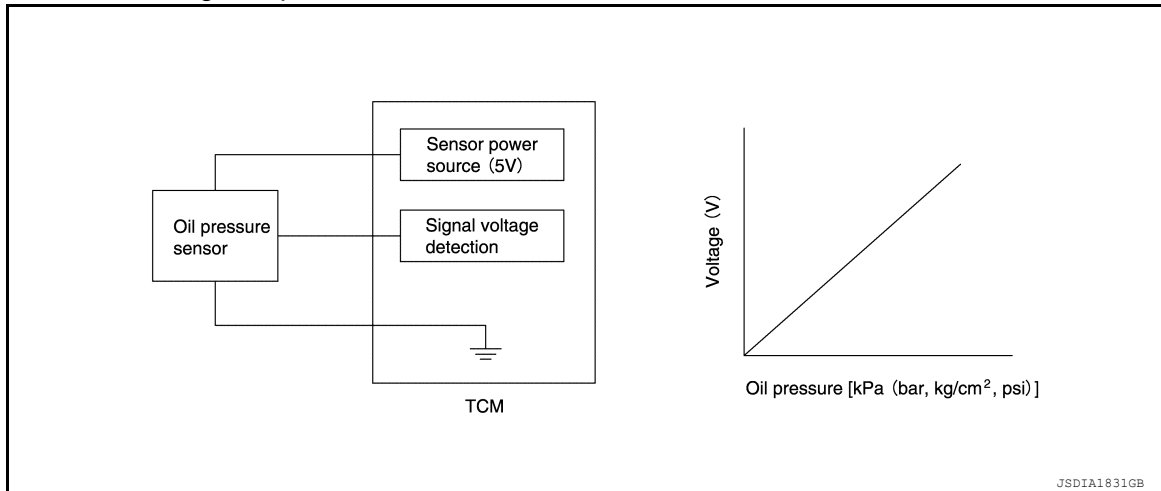 Sensor power
source (5V)
Oil pressure
sensor
Signal voltage
detection
TCM
Voltage (V)
Oil pressure [kPa (bar, kg/cm², psi)]
JSDIA1831GB